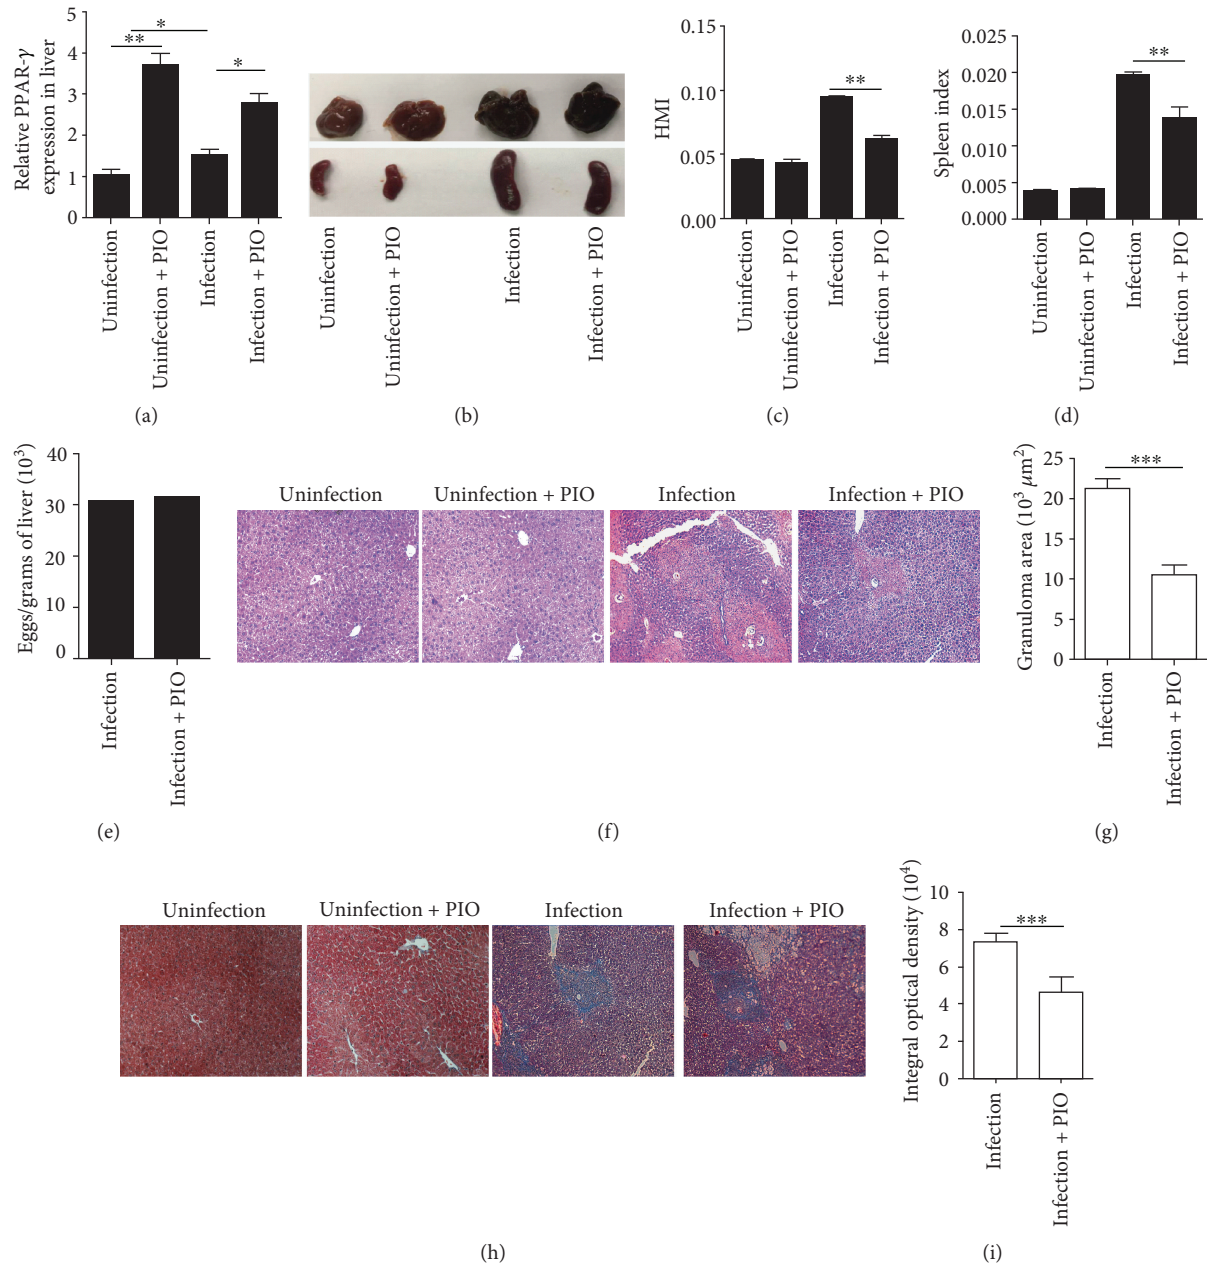 Relative PPAR-γ
expression in liver
5
4
3
2
1
0
**
*
*
Uninfection
Uninfection + PIO
Infection
Infection + PIO
(a)
Uninfection
Uninfection + PIO
Infection
Infection + PIO
(b)
HMI
0.15
0.10
0.05
0.00
**
Uninfection
Uninfection + PIO
Infection
Infection + PIO
(c)
Spleen index
0.025
0.020
0.015
0.010
0.005
0.000
**
Uninfection
Uninfection + PIO
Infection
Infection + PIO
(d)
Eggs/grams of liver (10³)
40
30
20
10
0
Infection
Infection + PIO
(e)
Uninfection
Uninfection + PIO
Infection
Infection + PIO
(f)
Granuloma area (10³ μm²)
25
20
15
10
5
0
***
Infection
Infection + PIO
(g)
Uninfection
Uninfection + PIO
Infection
Infection + PIO
(h)
Integral optical density (10⁴)
10
8
6
4
2
0
***
Infection
Infection + PIO
(i)